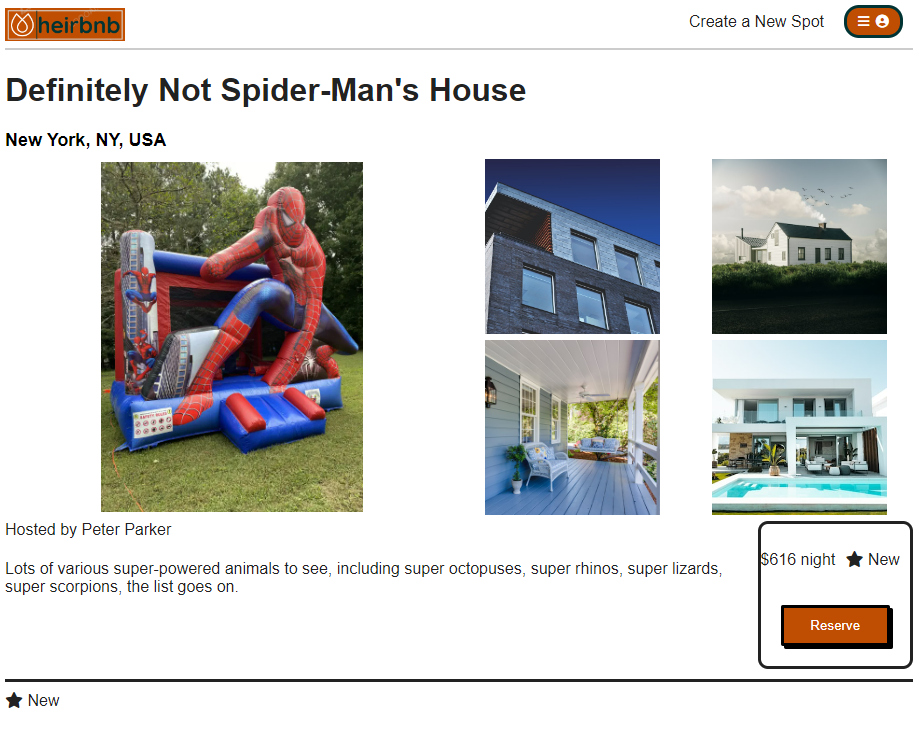 heirbnb
Create a New Spot
Definitely Not Spider-Man's House
New York, NY, USA
Hosted by Peter Parker
Lots of various super-powered animals to see, including super octopuses, super rhinos, super lizards,
super scorpions, the list goes on.
$616 night New
Reserve
New